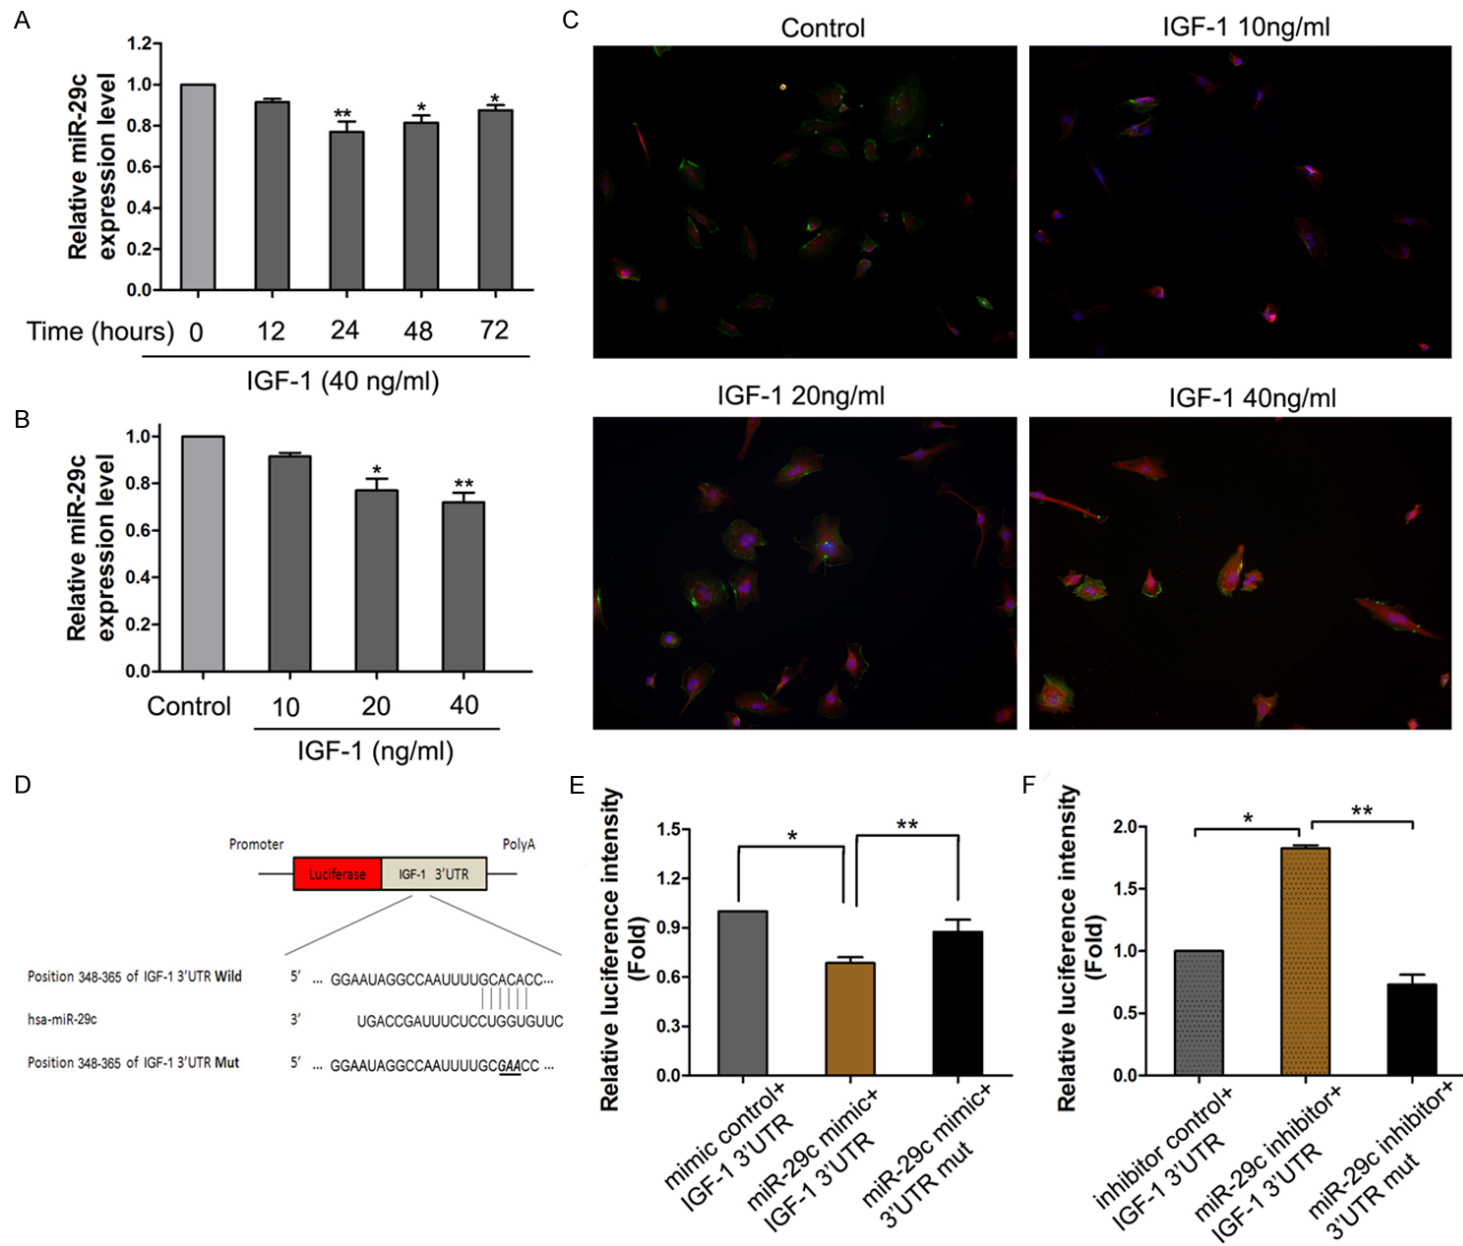 A
1.2
1.0
0.8
0.6
0.4
0.2
0.0
Relative miR-29c
expression level
** * *
Time (hours) 0 12 24 48 72
IGF-1 (40 ng/ml)
B
1.0
0.8
0.6
0.4
0.2
0.0
Relative miR-29c
expression level
* **
Control 10 20 40
IGF-1 (ng/ml)
C
Control
IGF-1 10ng/ml
IGF-1 20ng/ml
IGF-1 40ng/ml
D
Promoter PolyA
Luciferase IGF-1 3'UTR
Position 348-365 of IGF-1 3'UTR Wild 5' ... GGAAUAGGCCAAUUUUGCACACC...
hsa-miR-29c 3' UGACCGAUUUCUCCUGGUGUUC
Position 348-365 of IGF-1 3'UTR Mut 5' ... GGAAUAGGCCAAUUUUGCGAACC ...
E
Relative luciference intensity
(Fold)
1.5
1.2
0.9
0.6
0.3
0.0
* **
mimic control+
IGF-1 3'UTR
miR-29c mimic+
IGF-1 3'UTR
miR-29c mimic+
3'UTR mut
F
Relative luciference intensity
(Fold)
2.0
1.5
1.0
0.5
0.0
* **
inhibitor control+
IGF-1 3'UTR
miR-29c inhibitor+
IGF-1 3'UTR
miR-29c inhibitor+
3'UTR mut